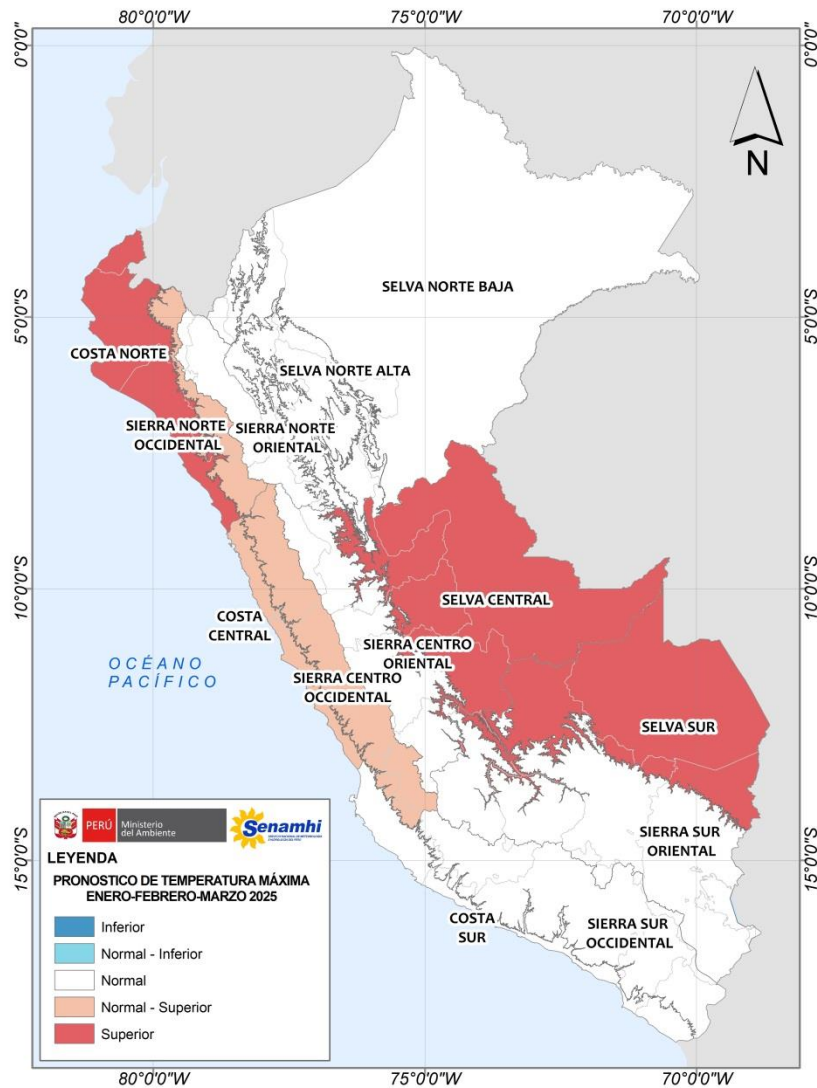 80°0'0"W
75°0'0"W
70°0'0"W
0°0'0"
0°0'0"
N
SELVA NORTE BAJA
5°0'0"S
5°0'0"S
COSTA NORTE
SELVA NORTE ALTA
SIERRA NORTE
OCCIDENTAL
SIERRA NORTE
ORIENTAL
10°0'0"S
10°0'0"S
SELVA CENTRAL
COSTA
CENTRAL
SIERRA CENTRO
ORIENTAL
OCÉANO
PACÍFICO
SIERRA CENTRO
OCCIDENTAL
SELVA SUR
PERÚ
Ministerio
del Ambiente
Senamhi
SIERRA SUR
ORIENTAL
15°0'0"S
15°0'0"S
LEYENDA
PRONOSTICO DE TEMPERATURA MÁXIMA
ENERO-FEBRERO-MARZO 2025
Inferior
Normal - Inferior
Normal
Normal - Superior
Superior
COSTA
SUR
SIERRA SUR
OCCIDENTAL
80°0'0"W
75°0'0"W
70°0'0"W